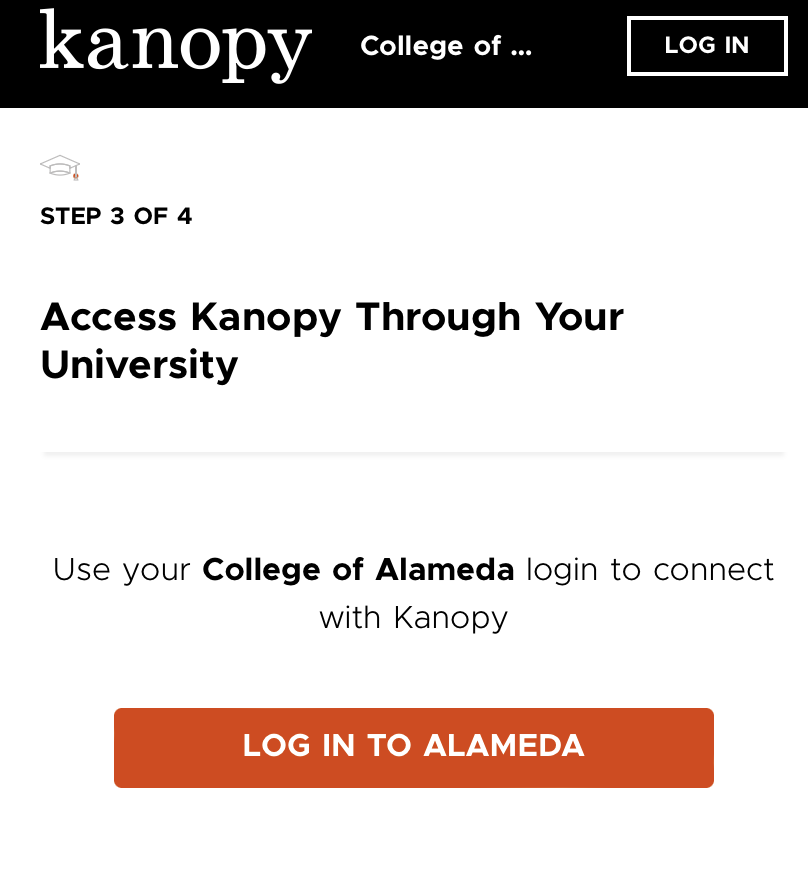 kanopy College of ... LOG IN
STEP 3 OF 4
Access Kanopy Through Your
University
Use your College of Alameda login to connect
with Kanopy
LOG IN TO ALAMEDA